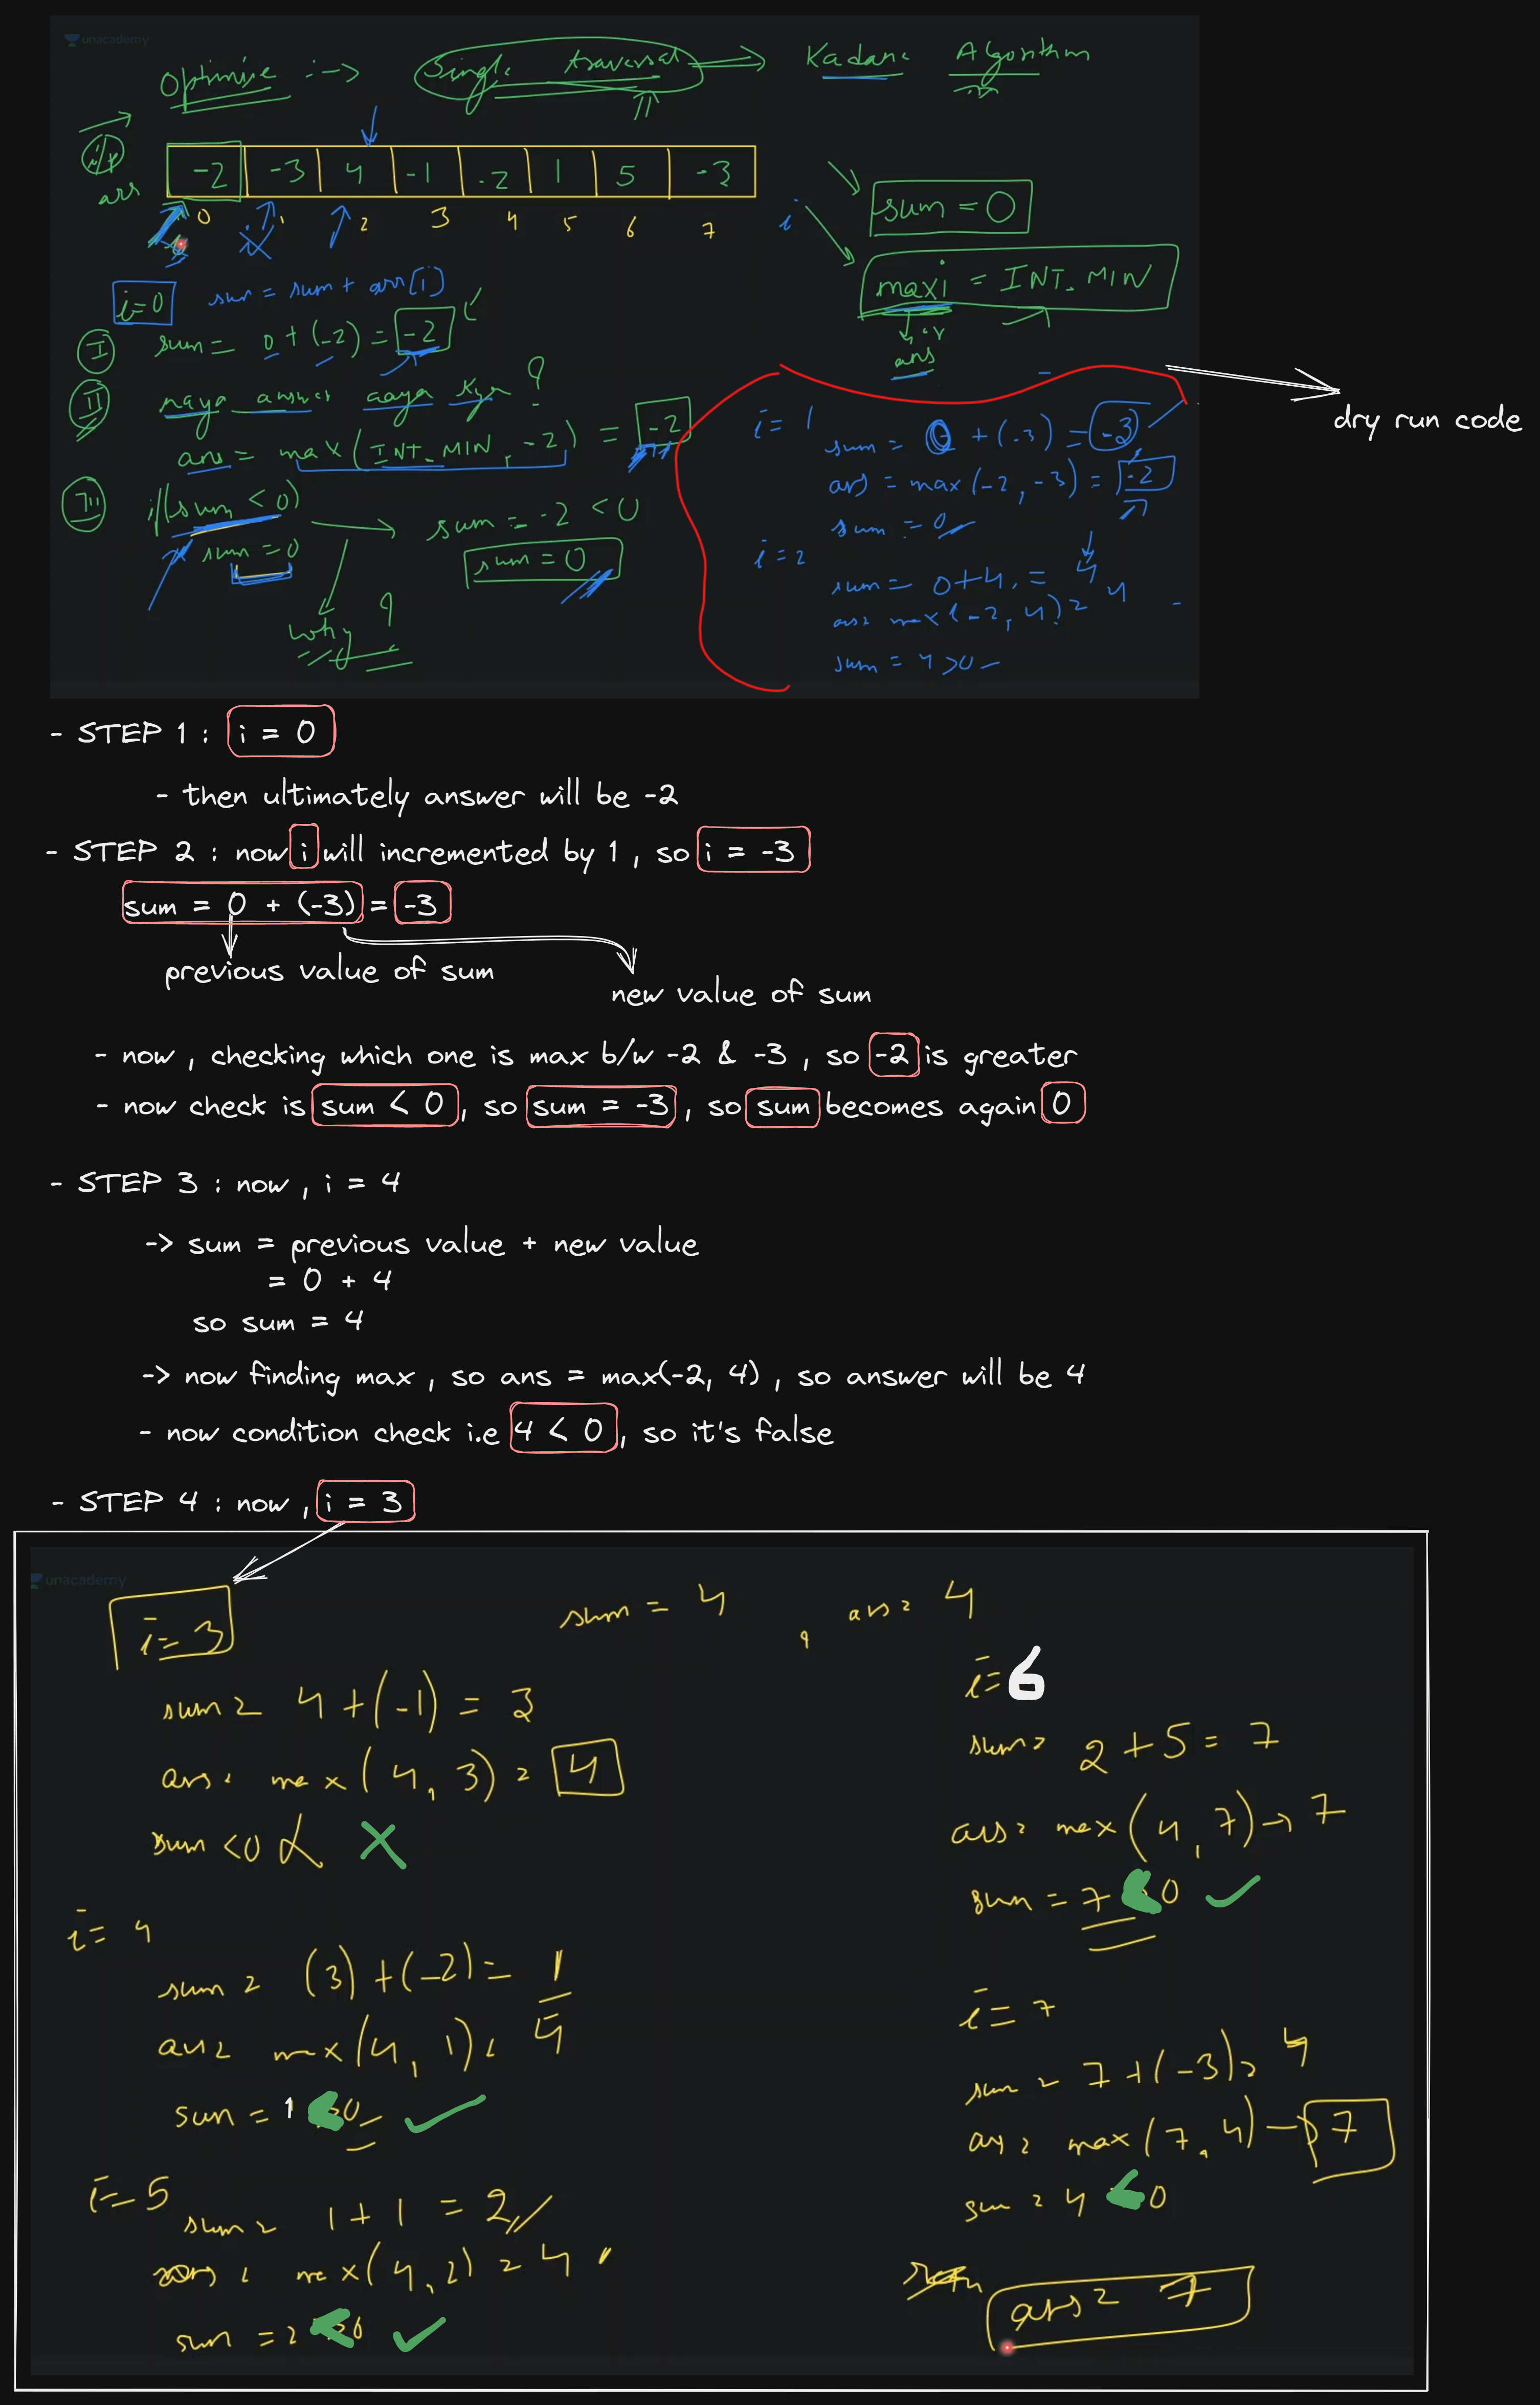 unacademy
Optimise :-> Single traversal => Kadane Algorithm
i/p
arr
-2 -3 4 -1 -2 1 5 -3
0 1 2 3 4 5 6 7
i
sum = 0
maxi = INT_MIN
ans
i=0 sum = sum + arr[i]
I sum = 0 + (-2) = -2
II naya answer aaya kya?
ans = max(INT_MIN, -2) = -2
III if(sum < 0)
sum = 0
sum = -2 < 0
sum = 0
why ?
i = 1
sum = 0 + (-3) = -3
ans = max(-2, -3) = -2
sum = 0
i = 2
sum = 0+4 = 4
ans = max(-2, 4) = 4
sum = 4 > 0
dry run code
- STEP 1 : i = 0
- then ultimately answer will be -2
- STEP 2 : now i will incremented by 1 , so i = -3
sum = 0 + (-3) = -3
previous value of sum
new value of sum
- now , checking which one is max b/w -2 & -3 , so -2 is greater
- now check is sum < 0 , so sum = -3 , so sum becomes again 0
- STEP 3 : now , i = 4
-> sum = previous value + new value
= 0 + 4
so sum = 4
-> now finding max , so ans = max(-2, 4) , so answer will be 4
- now condition check i.e 4 < 0 , so it's false
- STEP 4 : now , i = 3
unacademy
i = 3
sum = 4 , ans = 4
sum = 4 + (-1) = 3
ans = max(4, 3) = 4
sum <0 X
i = 4
sum = (3) + (-2) = 1
ans = max(4, 1) = 4
sum = 1 < 0 ✓
i = 5
sum = 1 + 1 = 2
ans = max(4, 2) = 4
sum = 2 < 0 ✓
i = 6
sum = 2 + 5 = 7
ans = max(4, 7) → 7
sum = 7 < 0 ✓
i = 7
sum = 7 + (-3) = 4
ans = max(7, 4) → 7
sum = 4 < 0
ans = 7